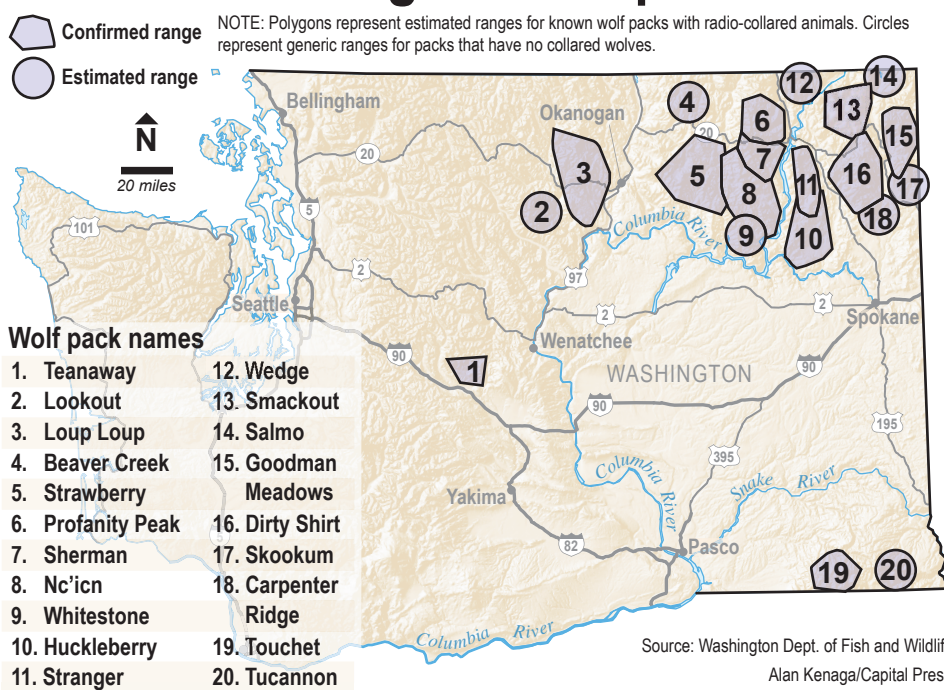 Confirmed range
Estimated range
NOTE: Polygons represent estimated ranges for known wolf packs with radio-collared animals. Circles
represent generic ranges for packs that have no collared wolves.
N
20 miles
Bellingham
Okanogan
20
20
101
5
2
97
2
2
Seattle
Wenatchee
Spokane
90
90
90
WASHINGTON
195
395
Yakima
82
Pasco
5
Columbia River
Columbia River
Snake River
Columbia River
1
2
3
4
5
6
7
8
9
10
11
12
13
14
15
16
17
18
19
20
Wolf pack names
1. Teanaway
2. Lookout
3. Loup Loup
4. Beaver Creek
5. Strawberry
6. Profanity Peak
7. Sherman
8. Nc'icn
9. Whitestone
10. Huckleberry
11. Stranger
12. Wedge
13. Smackout
14. Salmo
15. Goodman
Meadows
16. Dirty Shirt
17. Skookum
18. Carpenter
Ridge
19. Touchet
20. Tucannon
Source: Washington Dept. of Fish and Wildlif
Alan Kenaga/Capital Pres